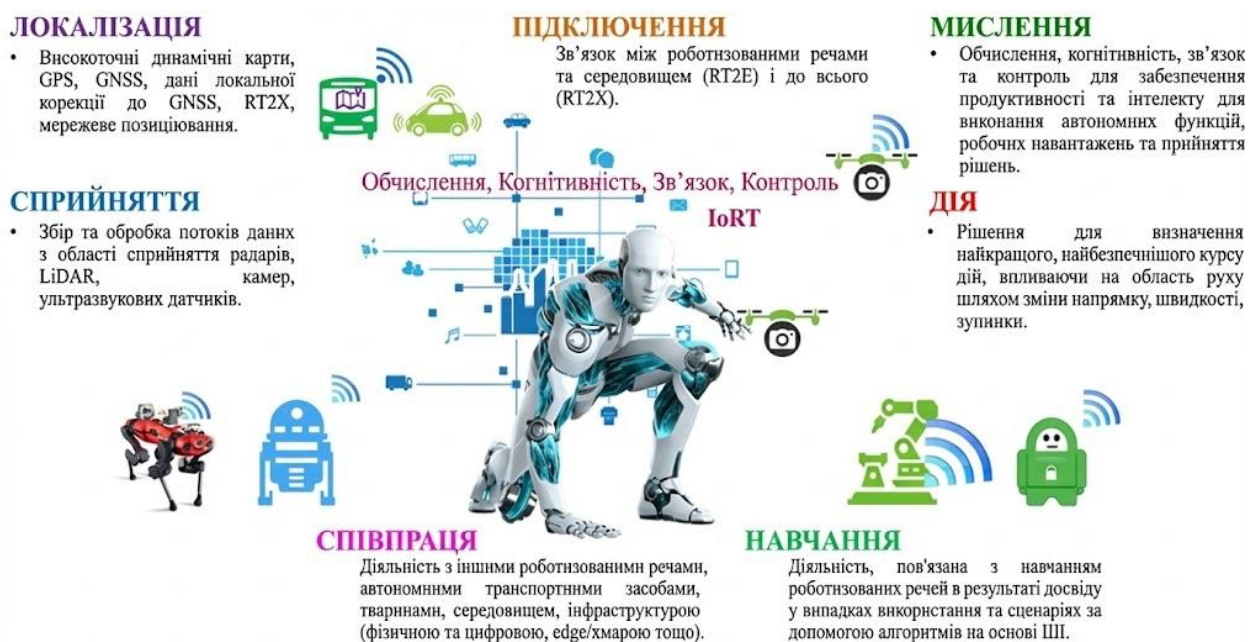 ЛОКАЛІЗАЦІЯ
• Високоточні динамічні карти,
GPS, GNSS, дані локальної
корекції до GNSS, RT2X,
мережеве позиціювання.
ПІДКЛЮЧЕННЯ
Зв’язок між роботизованими речами
та середовищем (RT2E) і до всього
(RT2X).
МИСЛЕННЯ
• Обчислення, когнітивність, зв’язок
та контроль для забезпечення
продуктивності та інтелекту для
виконання автономних функцій,
робочих навантажень та прийняття
рішень.
Обчислення, Когнітивність, Зв’язок, Контроль
IoRT
СПРИЙНЯТТЯ
• Збір та обробка потоків даних
з області сприйняття радарів,
LiDAR, камер,
ультразвукових датчиків.
ДІЯ
• Рішення для визначення
найкращого, найбезпечнішого курсу
дій, впливаючи на область руху
шляхом зміни напрямку, швидкості,
зупинки.
СПІВПРАЦЯ
Діяльність з іншими роботизованими речами,
автономними транспортними засобами,
тваринами, середовищем, інфраструктурою
(фізичною та цифровою, edge/хмарою тощо).
НАВЧАННЯ
Діяльність, пов'язана з навчанням
роботизованих речей в результаті досвіду
у випадках використання та сценаріях за
допомогою алгоритмів на основі ШІ.